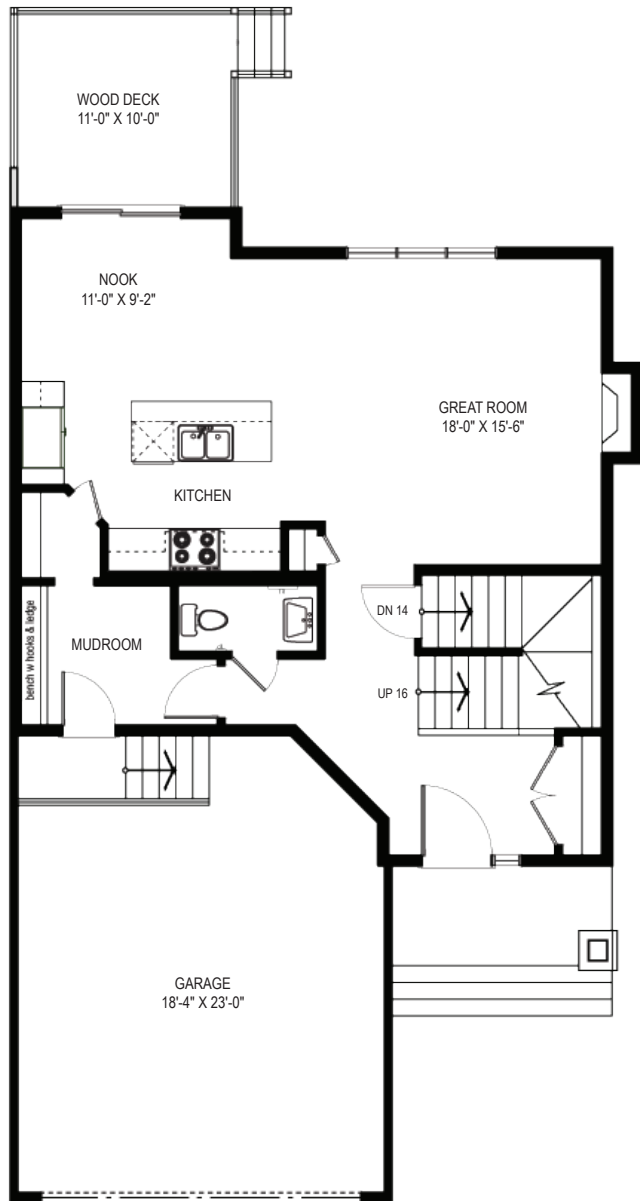 WOOD DECK
11'-0" X 10'-0"
NOOK
11'-0" X 9'-2"
GREAT ROOM
18'-0" X 15'-6"
KITCHEN
DN 14
bench w hooks & ledge
MUDROOM
UP 16
GARAGE
18'-4" X 23'-0"